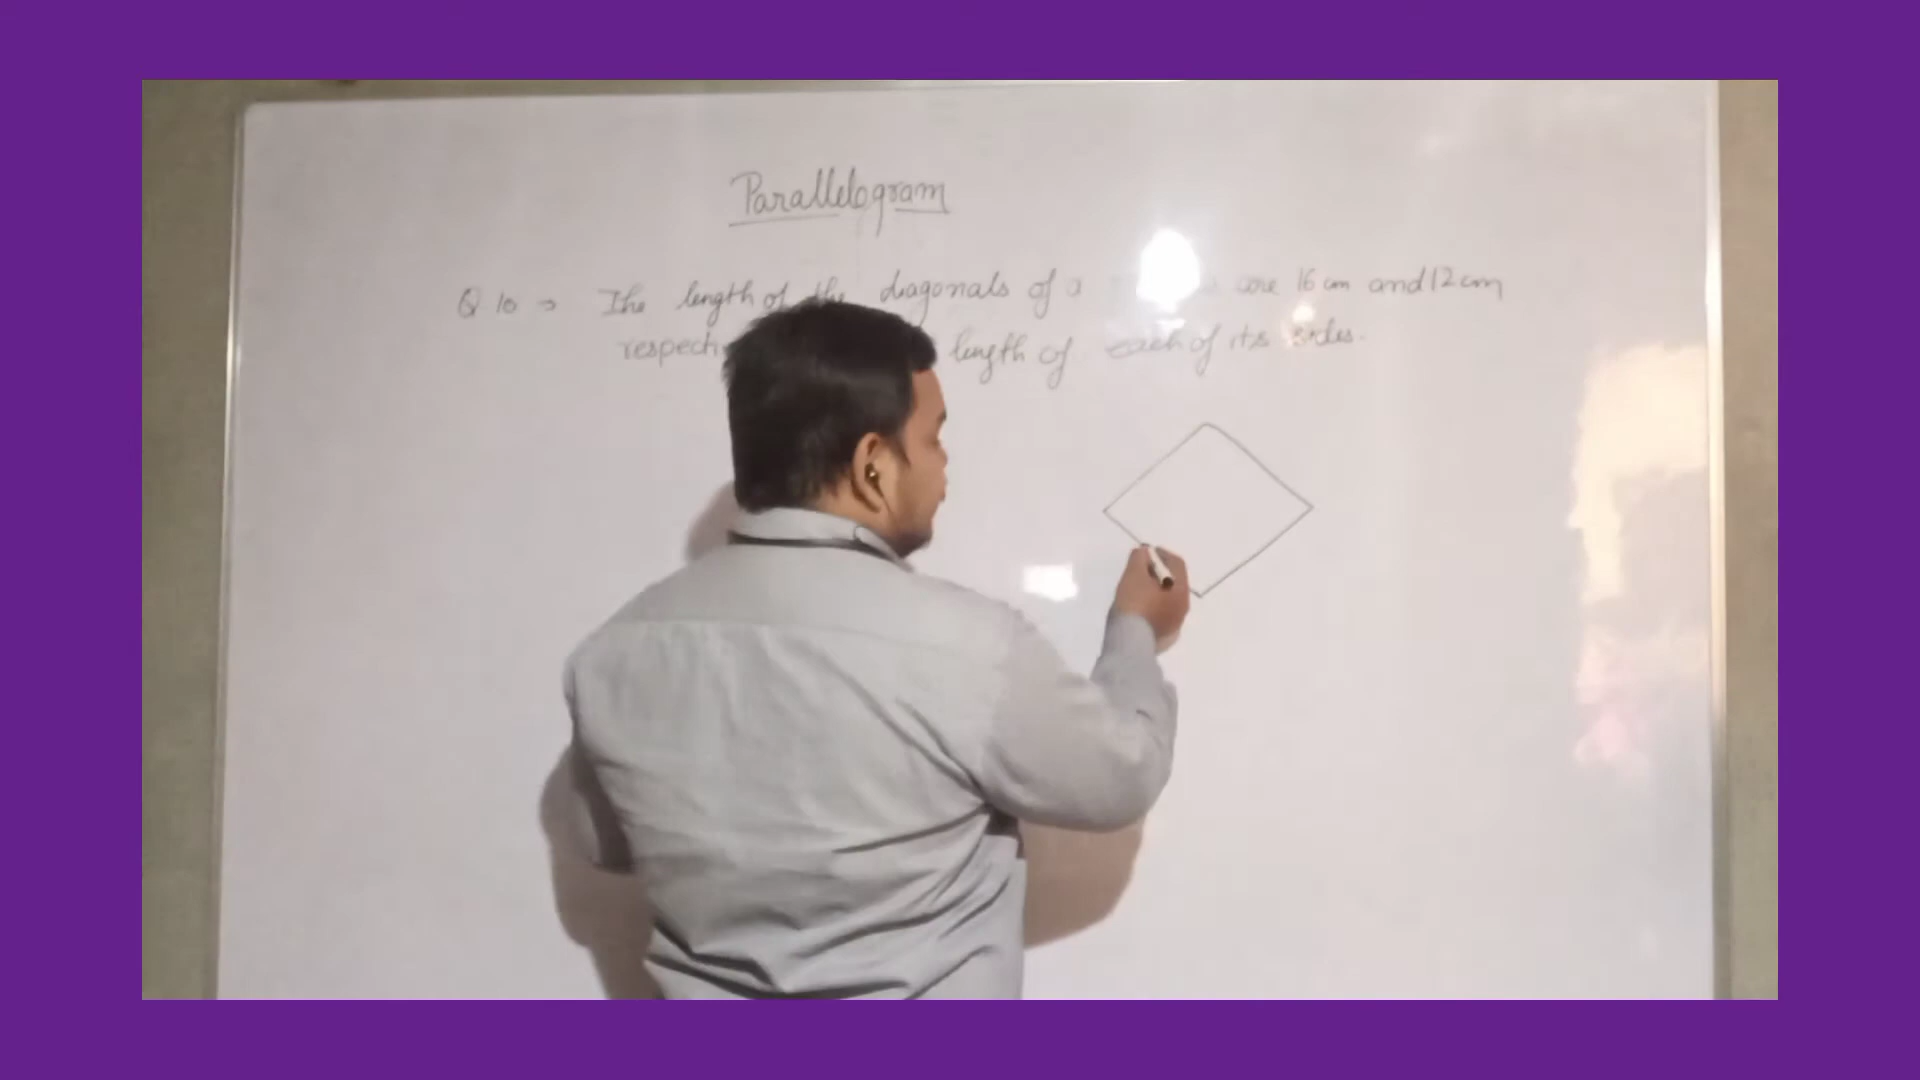 Parallelogram
Q 10 → The length of the diagonals of a are 16 cm and 12 cm
length of each of its sides.